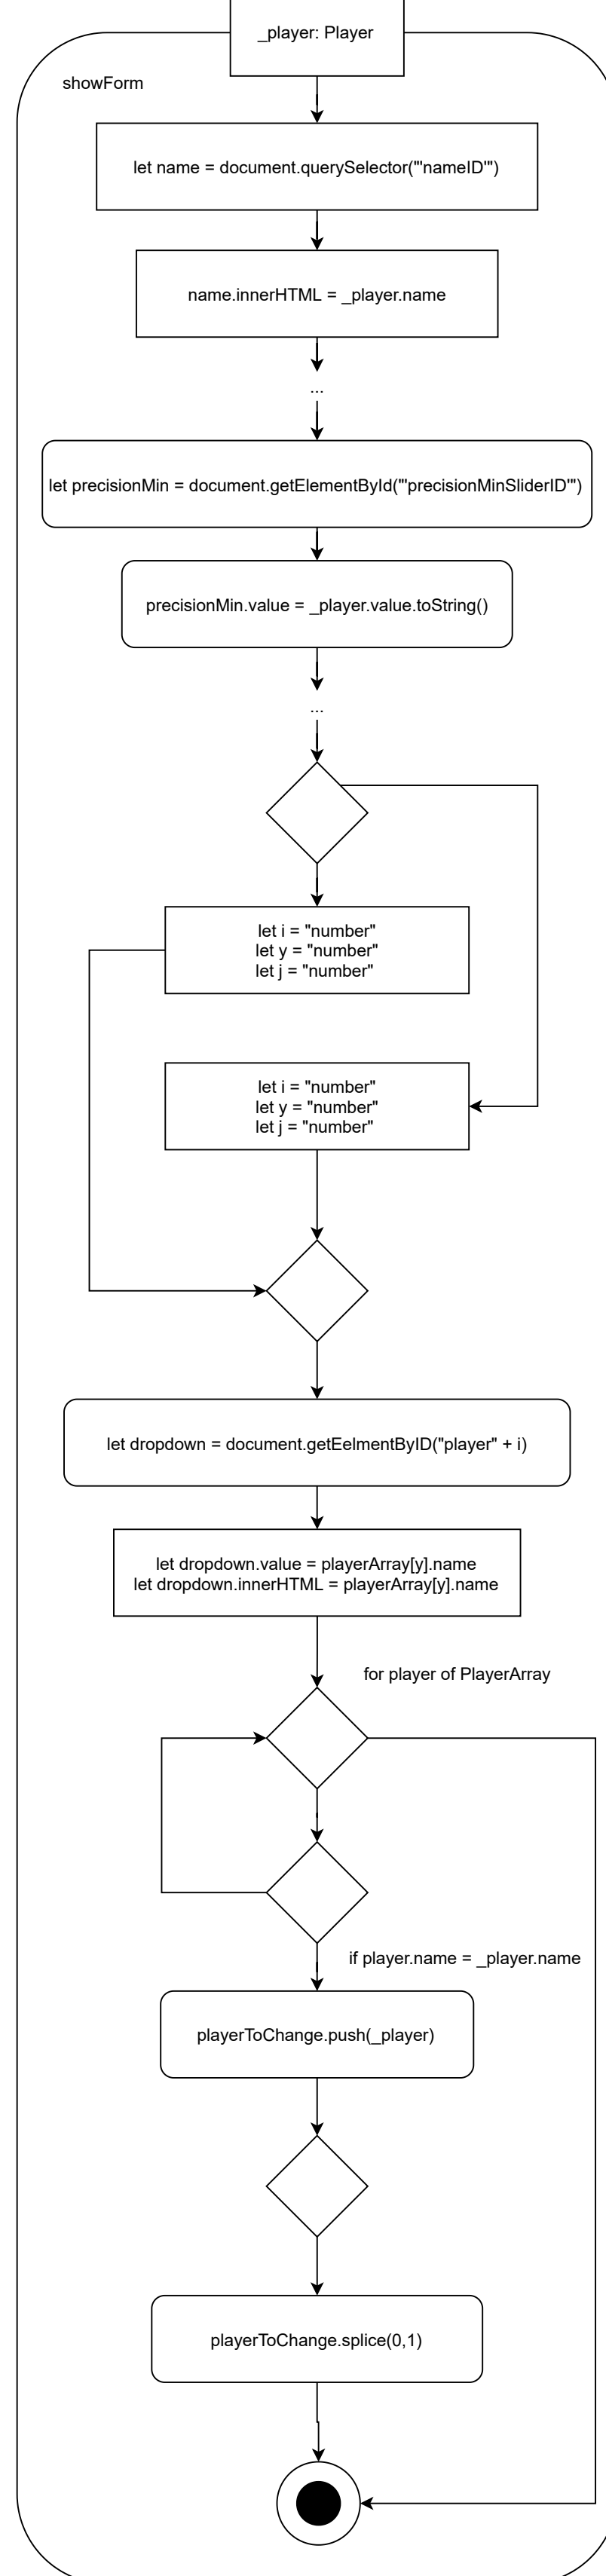 _player: Player
showForm
let name = document.querySelector("'nameID'")
name.innerHTML = _player.name
...
let precisionMin = document.getElementById("'precisionMinSliderID'")
precisionMin.value = _player.value.toString()
...
let i = "number"
let y = "number"
let j = "number"
let i = "number"
let y = "number"
let j = "number"
let dropdown = document.getEelmentByID("player" + i)
let dropdown.value = playerArray[y].name
let dropdown.innerHTML = playerArray[y].name
for player of PlayerArray
if player.name = _player.name
playerToChange.push(_player)
playerToChange.splice(0,1)